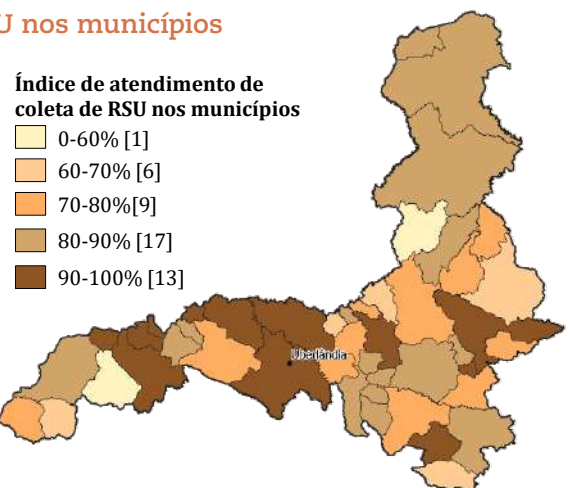 U nos municípios
Índice de atendimento de
coleta de RSU nos municípios
0-60% [1]
60-70% [6]
70-80%[9]
80-90% [17]
90-100% [13]
Uberlândia